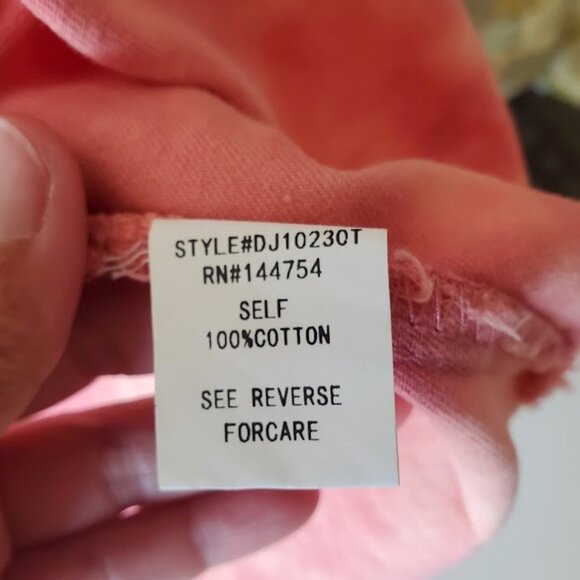 STYLE#DJ10230T
RN#144754
SELF
100%COTTON
SEE REVERSE
FORCARE